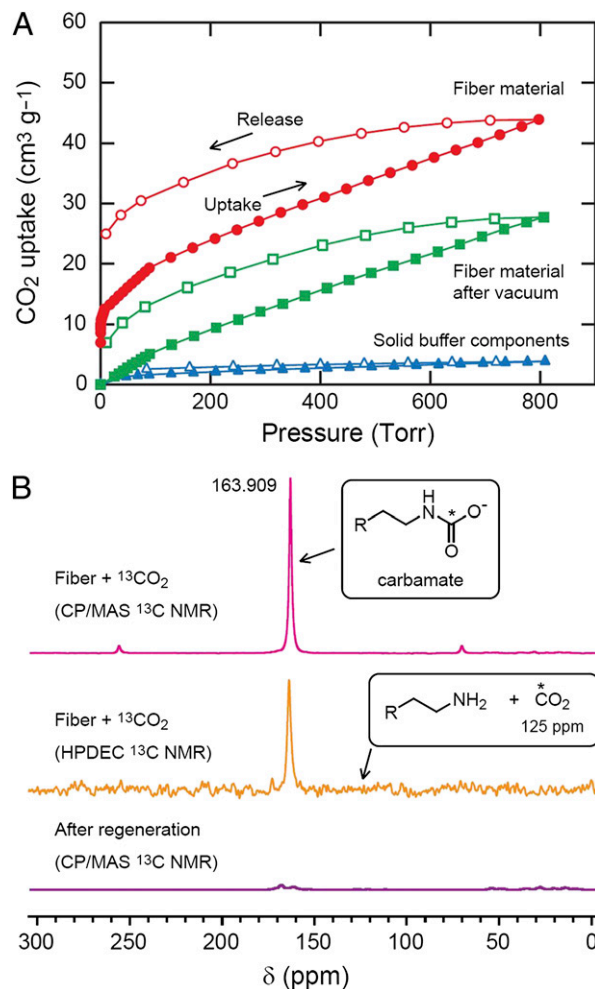 A
CO₂ uptake (cm³ g⁻¹)
60
50
40
30
20
10
0
Fiber material
Release
Uptake
Fiber material
after vacuum
Solid buffer components
0 200 400 600 800
Pressure (Torr)
B
163.909
H
R N * O⁻
O
carbamate
Fiber + ¹³CO₂
(CP/MAS ¹³C NMR)
R NH₂ + *CO₂
125 ppm
Fiber + ¹³CO₂
(HPDEC ¹³C NMR)
After regeneration
(CP/MAS ¹³C NMR)
300 250 200 150 100 50 0
δ (ppm)